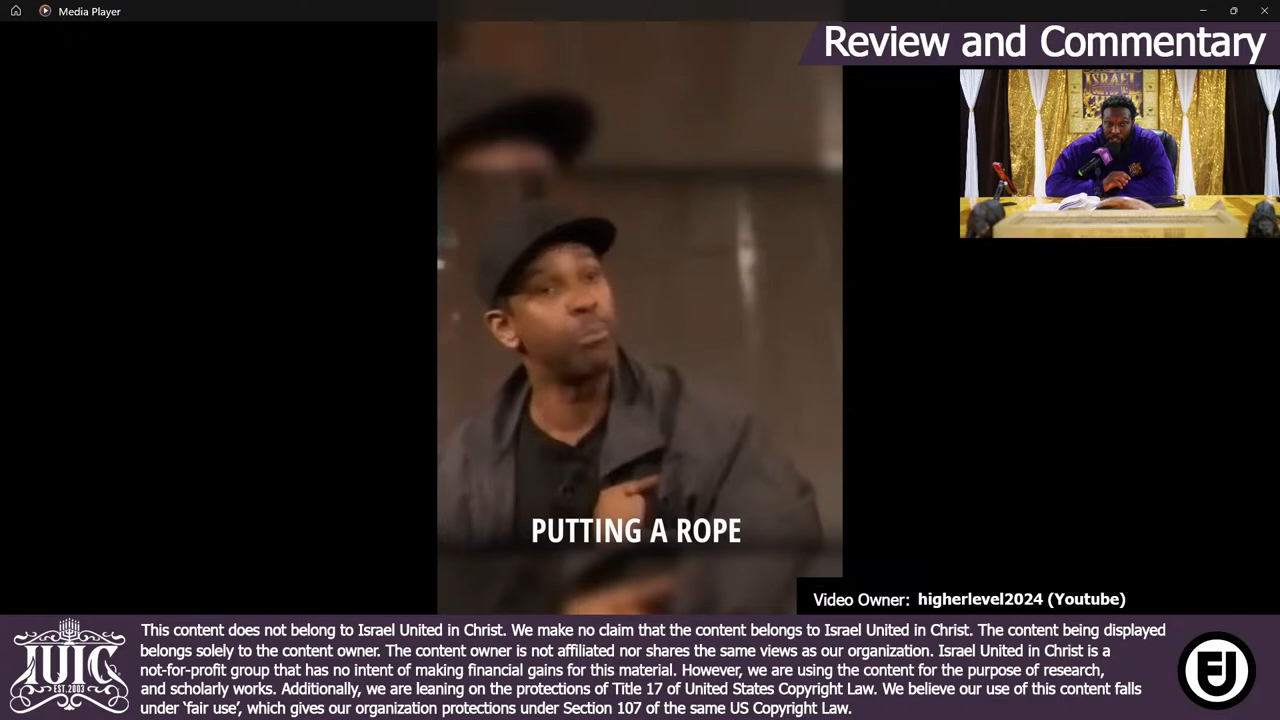 Media Player
Review and Commentary
ISRAEL
PUTTING A ROPE
Video Owner: higherlevel2024 (Youtube)
IUIC
EST. 2003
This content does not belong to Israel United in Christ. We make no claim that the content belongs to Israel United in Christ. The content being displayed
belongs solely to the content owner. The content owner is not affiliated nor shares the same views as our organization. Israel United in Christ is a
not-for-profit group that has no intent of making financial gains for this material. However, we are using the content for the purpose of research,
and scholarly works. Additionally, we are leaning on the protections of Title 17 of United States Copyright Law. We believe our use of this content falls
under ‘fair use’, which gives our organization protections under Section 107 of the same US Copyright Law.